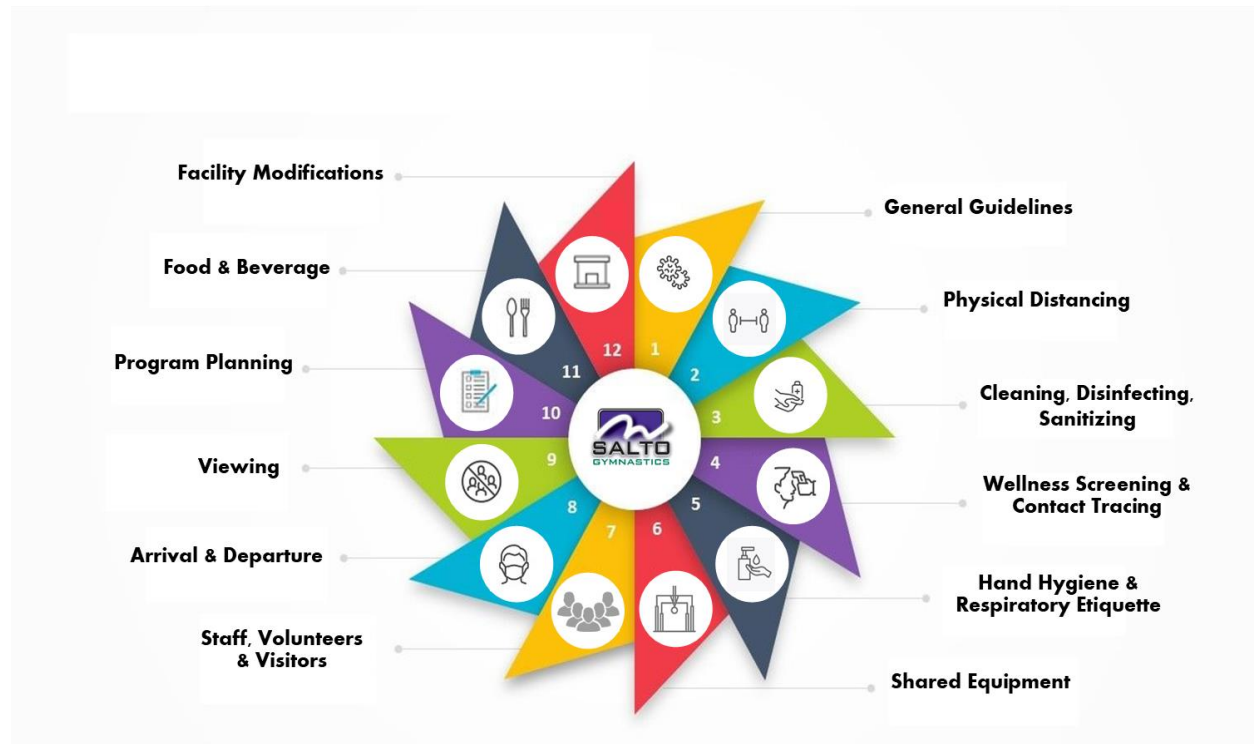 Facility Modifications
General Guidelines
Food & Beverage
Physical Distancing
Program Planning
Cleaning, Disinfecting,
Sanitizing
Viewing
Wellness Screening &
Contact Tracing
Arrival & Departure
Hand Hygiene &
Respiratory Etiquette
Staff, Volunteers
& Visitors
Shared Equipment
12
1
11
2
10
3
9
4
8
5
7
6
SALTO
GYMNASTICS